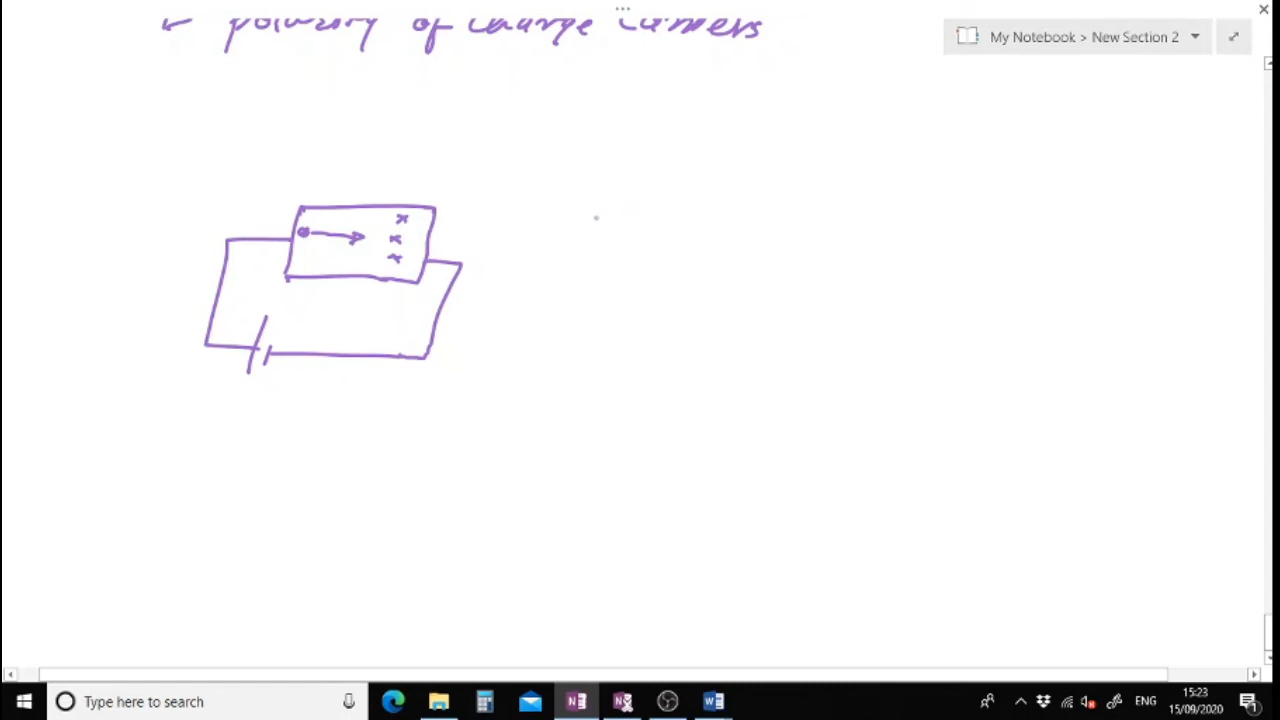 polarity of charge carriers
My Notebook > New Section 2
x
x
x
Type here to search
ENG
15:23
15/09/2020
1